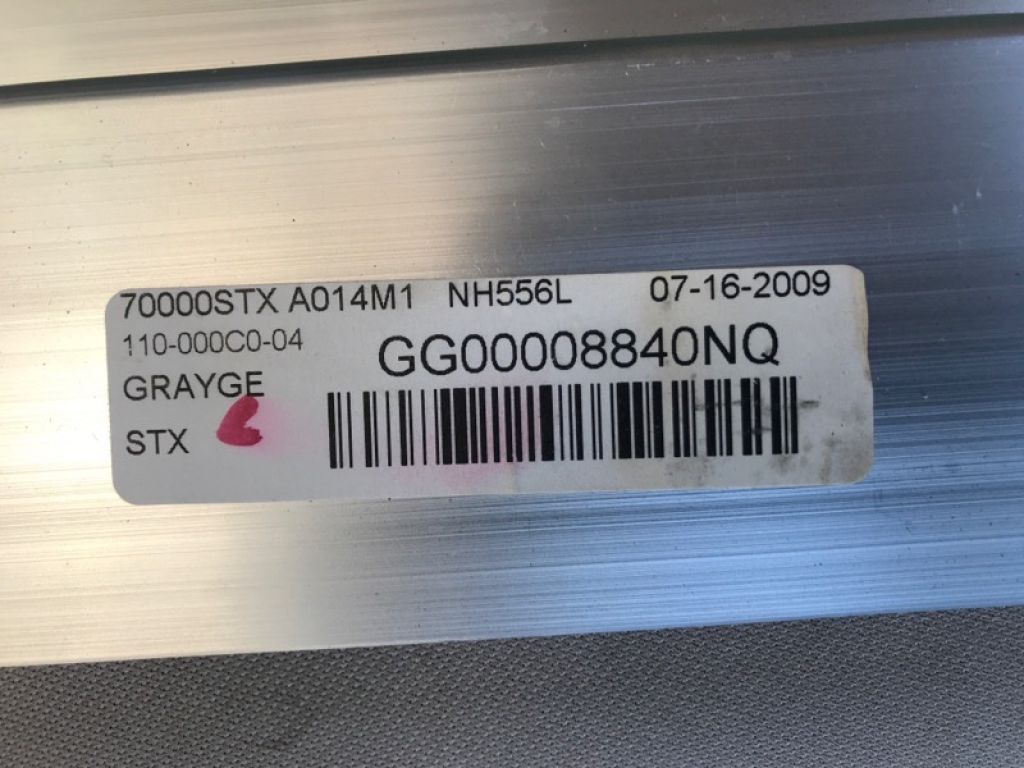 70000STX A014M1 NH556L 07-16-2009
110-000C0-04
GG00008840NQ
GRAYGE
STX